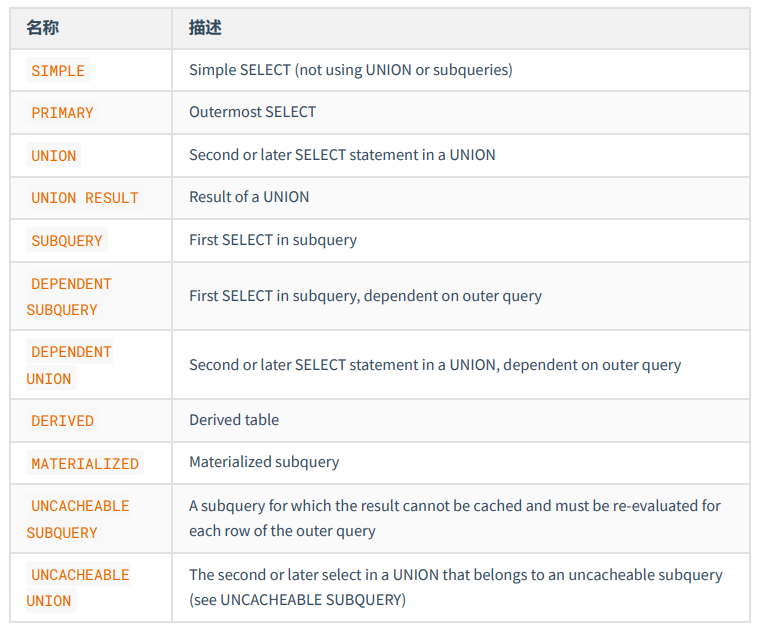 名称 描述
SIMPLE Simple SELECT (not using UNION or subqueries)
PRIMARY Outermost SELECT
UNION Second or later SELECT statement in a UNION
UNION RESULT Result of a UNION
SUBQUERY First SELECT in subquery
DEPENDENT
SUBQUERY
First SELECT in subquery, dependent on outer query
DEPENDENT
UNION
Second or later SELECT statement in a UNION, dependent on outer query
DERIVED Derived table
MATERIALIZED Materialized subquery
UNCACHEABLE
SUBQUERY
A subquery for which the result cannot be cached and must be re-evaluated for
each row of the outer query
UNCACHEABLE
UNION
The second or later select in a UNION that belongs to an uncacheable subquery
(see UNCACHEABLE SUBQUERY)